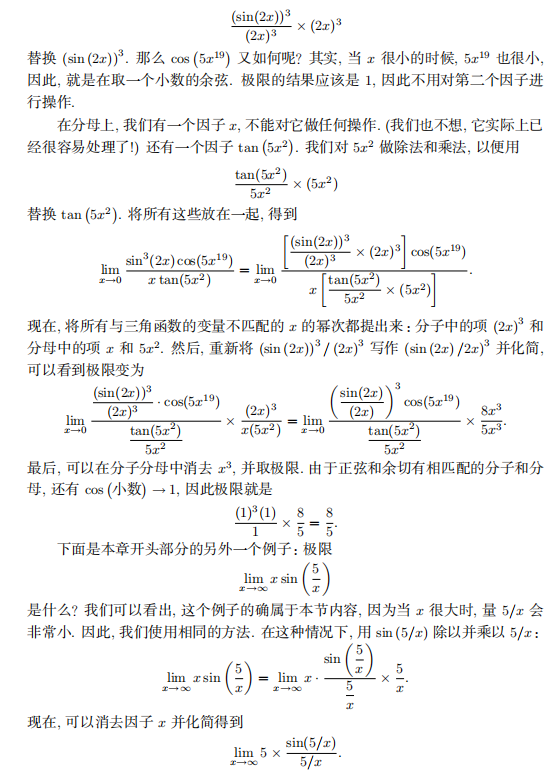 $\frac{(\sin(2x))^3}{(2x)^3} \times (2x)^3$
替换 $(\sin(2x))^3$. 那么 $\cos(5x^{19})$ 又如何呢? 其实, 当 $x$ 很小的时候, $5x^{19}$ 也很小,
因此, 就是在取一个小数的余弦. 极限的结果应该是 1, 因此不用对第二个因子进
行操作.
在分母上, 我们有一个因子 $x$, 不能对它做任何操作. (我们也不想, 它实际上已
经很容易处理了!) 还有一个因子 $\tan(5x^2)$. 我们对 $5x^2$ 做除法和乘法, 以便用
$\frac{\tan(5x^2)}{5x^2} \times (5x^2)$
替换 $\tan(5x^2)$. 将所有这些放在一起, 得到
$\lim_{x\to 0} \frac{\sin^3(2x)\cos(5x^{19})}{x\tan(5x^2)} = \lim_{x\to 0} \frac{\left[\frac{(\sin(2x))^3}{(2x)^3} \times (2x)^3\right]\cos(5x^{19})}{x\left[\frac{\tan(5x^2)}{5x^2} \times (5x^2)\right]}.$
现在, 将所有与三角函数的变量不匹配的 $x$ 的幂次都提出来: 分子中的项 $(2x)^3$ 和
分母中的项 $x$ 和 $5x^2$. 然后, 重新将 $(\sin(2x))^3/(2x)^3$ 写作 $(\sin(2x)/2x)^3$ 并化简,
可以看到极限变为
$\lim_{x\to 0} \frac{\frac{(\sin(2x))^3}{(2x)^3} \cdot \cos(5x^{19})}{\frac{\tan(5x^2)}{5x^2}} \times \frac{(2x)^3}{x(5x^2)} = \lim_{x\to 0} \frac{\left(\frac{\sin(2x)}{(2x)}\right)^3 \cos(5x^{19})}{\frac{\tan(5x^2)}{5x^2}} \times \frac{8x^3}{5x^3}.$
最后, 可以在分子分母中消去 $x^3$, 并取极限. 由于正弦和余切有相匹配的分子和分
母, 还有 $\cos$(小数) $\to 1$, 因此极限就是
$\frac{(1)^3(1)}{1} \times \frac{8}{5} = \frac{8}{5}.$
下面是本章开头部分的另外一个例子: 极限
$\lim_{x\to\infty} x\sin\left(\frac{5}{x}\right)$
是什么? 我们可以看出, 这个例子的确属于本节内容, 因为当 $x$ 很大时, 量 $5/x$ 会
非常小. 因此, 我们使用相同的方法. 在这种情况下, 用 $\sin(5/x)$ 除以并乘以 $5/x$:
$\lim_{x\to\infty} x\sin\left(\frac{5}{x}\right) = \lim_{x\to\infty} x \cdot \frac{\sin\left(\frac{5}{x}\right)}{\frac{5}{x}} \times \frac{5}{x}.$
现在, 可以消去因子 $x$ 并化简得到
$\lim_{x\to\infty} 5 \times \frac{\sin(5/x)}{5/x}.$